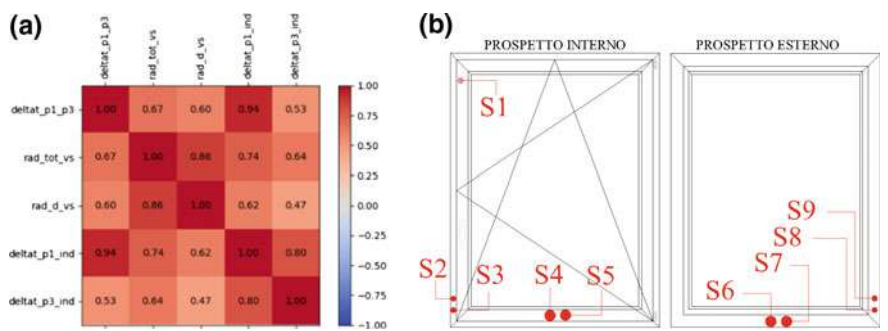 (a)
deltat_p1_p3
rad_tot_vs
rad_d_vs
deltat_p1_ind
deltat_p3_ind
deltat_p1_p3 1.00 0.67 0.60 0.94 0.53
rad_tot_vs 0.67 1.00 0.86 0.74 0.64
rad_d_vs 0.60 0.86 1.00 0.62 0.47
deltat_p1_ind 0.94 0.74 0.62 1.00 0.80
deltat_p3_ind 0.53 0.64 0.47 0.80 1.00
1.00
0.75
0.50
0.25
0.00
−0.25
−0.50
−0.75
−1.00
(b)
PROSPETTO INTERNO
PROSPETTO ESTERNO
S1
S2
S3
S4
S5
S6
S7
S8
S9